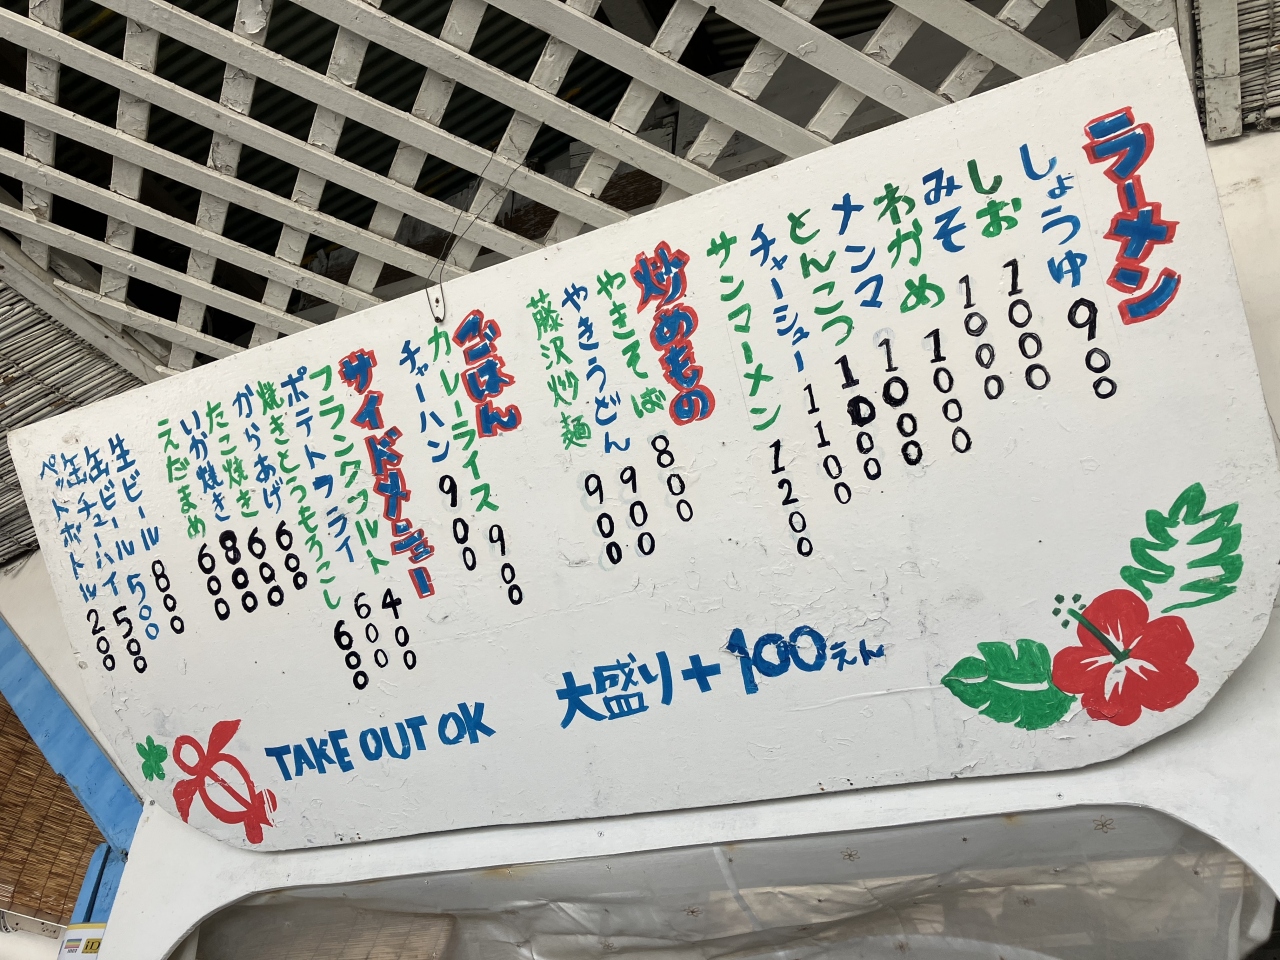 ラーメン
しょうゆ 900
しお 1000
みそ 1000
わかめ 1000
メンマ 1000
とんこつ 1000
チャーシュー 1100
サンマーメン 1200
炒めもの
やきそば 800
やきうどん 900
藤沢炒麺 900
ごはん
カレーライス 900
チャーハン 900
サイドメニュー
フランクフルト 400
ポテトフライ 600
焼きとうもろこし 600
からあげ 600
たこ焼き 600
いか焼き 800
えだまめ 600
生ビール 800
缶ビール 500
缶チューハイ 500
ペットボトル 200
TAKE OUT OK
大盛り+100えん
iD